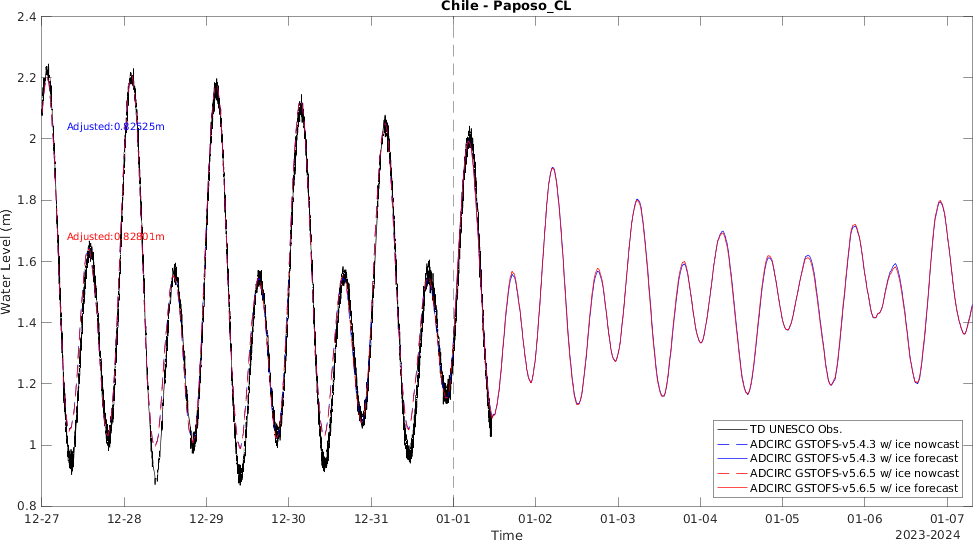 Chile - Paposo_CL
2.4
2.2
2
1.8
1.6
1.4
1.2
1
0.8
Water Level (m)
Adjusted:0.82525m
Adjusted:0.82801m
TD UNESCO Obs.
ADCIRC GSTOFS-v5.4.3 w/ ice nowcast
ADCIRC GSTOFS-v5.4.3 w/ ice forecast
ADCIRC GSTOFS-v5.6.5 w/ ice nowcast
ADCIRC GSTOFS-v5.6.5 w/ ice forecast
12-27 12-28 12-29 12-30 12-31 01-01 01-02 01-03 01-04 01-05 01-06 01-07
Time
2023-2024